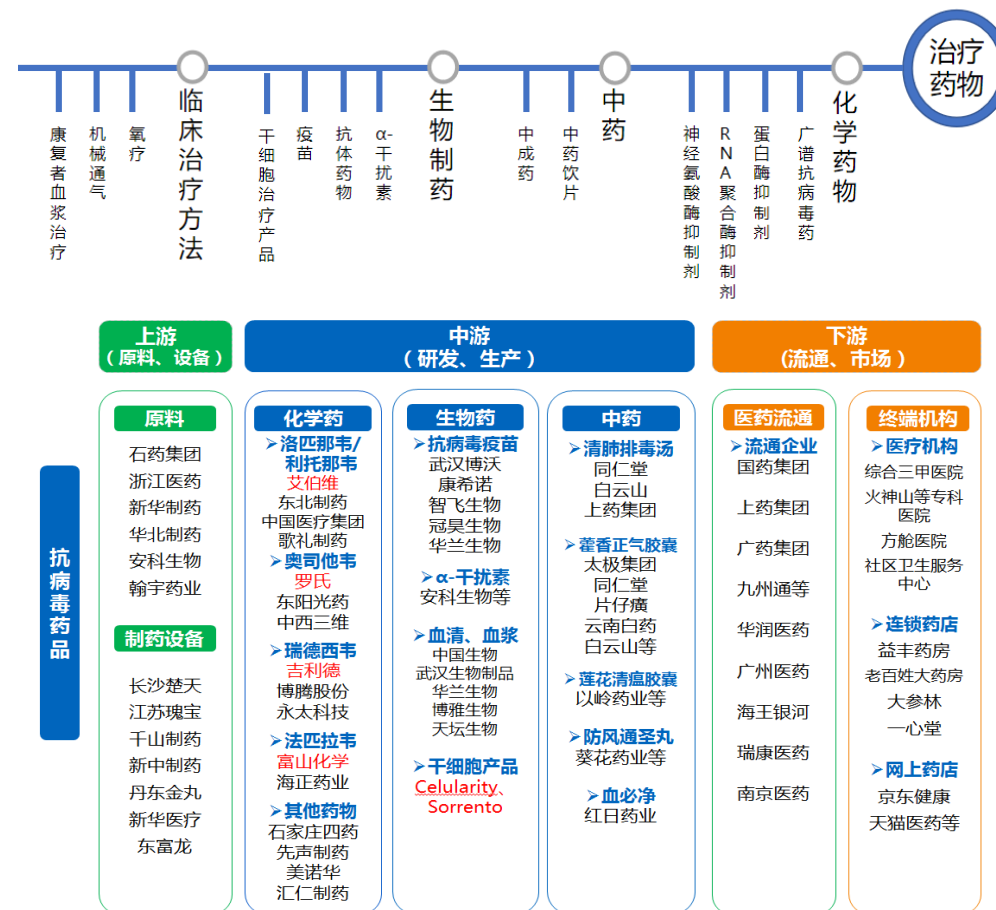 治疗
药物
康复者血浆治疗
机械通气
氧疗
临床治疗方法
干细胞治疗产品
疫苗
抗体药物
α-干扰素
生物制药
中成药
中药饮片
中药
神经氨酸酶抑制剂
RNA聚合酶抑制剂
蛋白酶抑制剂
广谱抗病毒药
化学药物
上游
（原料、设备）
中游
（研发、生产）
下游
(流通、市场）
抗病毒药品
原料
石药集团
浙江医药
新华制药
华北制药
安科生物
翰宇药业
制药设备
长沙楚天
江苏瑰宝
千山制药
新中制药
丹东金丸
新华医疗
东富龙
化学药
➢洛匹那韦/
利托那韦
艾伯维
东北制药
中国医疗集团
歌礼制药
➢奥司他韦
罗氏
东阳光药
中西三维
➢瑞德西韦
吉利德
博腾股份
永太科技
➢法匹拉韦
富山化学
海正药业
➢其他药物
石家庄四药
先声制药
美诺华
汇仁制药
生物药
➢抗病毒疫苗
武汉博沃
康希诺
智飞生物
冠昊生物
华兰生物
➢α-干扰素
安科生物等
➢血清、血浆
中国生物
武汉生物制品
华兰生物
博雅生物
天坛生物
➢干细胞产品
Celularity、
Sorrento
中药
➢清肺排毒汤
同仁堂
白云山
上药集团
➢藿香正气胶囊
太极集团
同仁堂
片仔癀
云南白药
白云山等
➢莲花清瘟胶囊
以岭药业等
➢防风通圣丸
葵花药业等
➢血必净
红日药业
医药流通
➢流通企业
国药集团
上药集团
广药集团
九州通等
华润医药
广州医药
海王银河
瑞康医药
南京医药
终端机构
➢医疗机构
综合三甲医院
火神山等专科
医院
方舱医院
社区卫生服务
中心
➢连锁药店
益丰药房
老百姓大药房
大参林
一心堂
➢网上药店
京东健康
天猫医药等